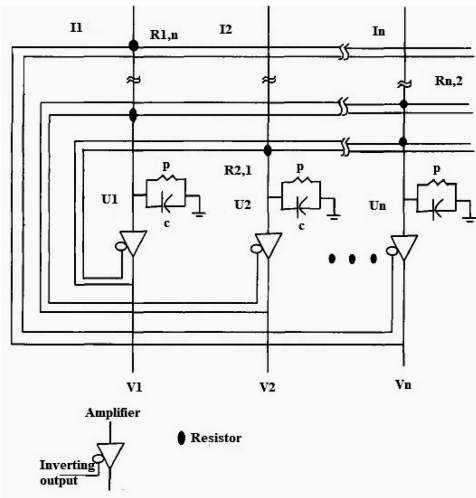 I1 R1,n I2 In
Rn,2
R2,1
p p p
U1 U2 Un
c c c
V1 V2 Vn
Amplifier
Resistor
Inverting
output